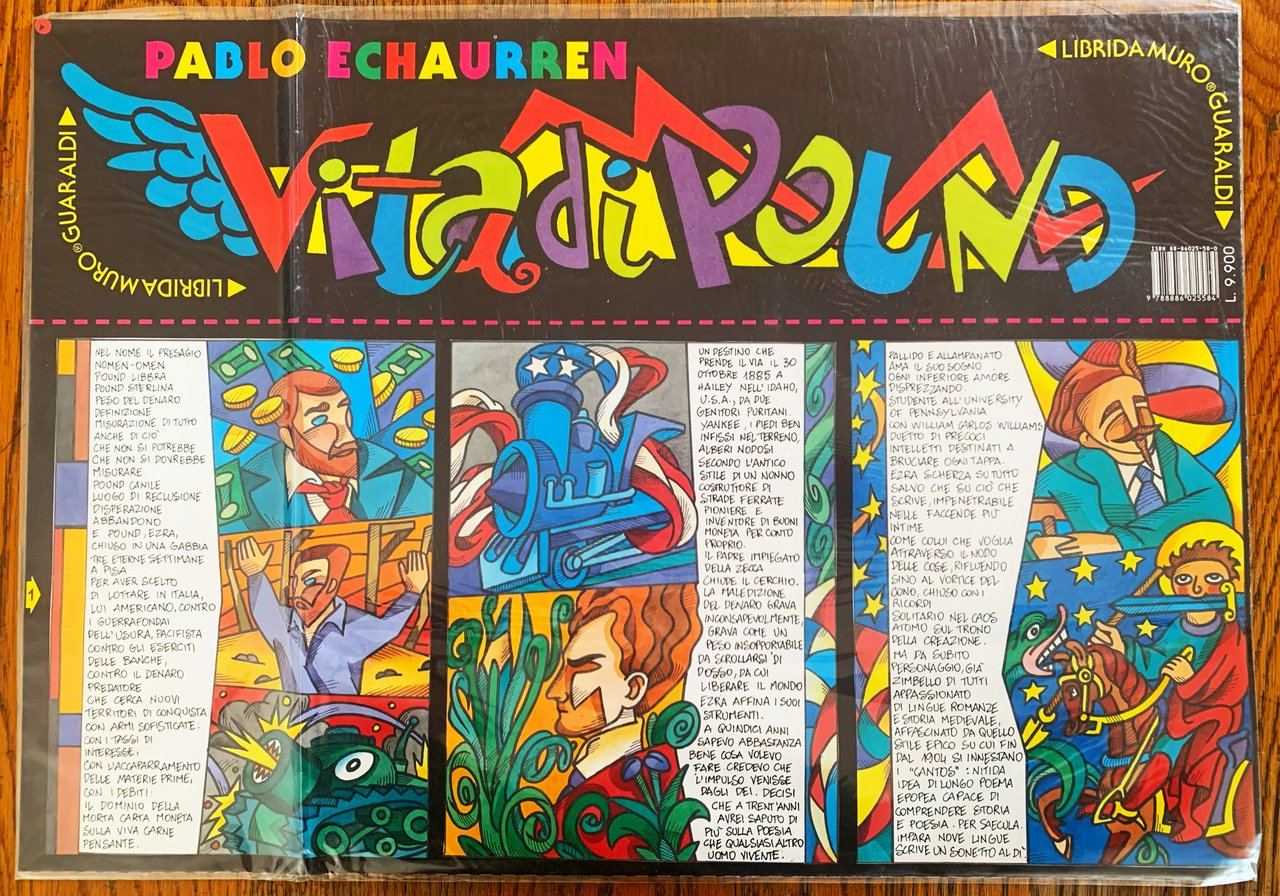 PABLO ECHAURREN
Vita di Pound
LIBRIDAMURO® GUARALDI
LIBRIDAMURO® GUARALDI
ISBN 88-86025-58-0
9 788886 025584
L. 9.900
1
NEL NOME IL PRESAGIO
NOMEN-OMEN
POUND LIBBRA
POUND STERLINA
PESO DEL DENARO
DEFINIZIONE
MISURAZIONE DI TUTTO
ANCHE DI CIÒ
CHE NON SI POTREBBE
CHE NON SI DOVREBBE
MISURARE.
POUND CANILE
LUOGO DI RECLUSIONE
DISPERAZIONE
ABBANDONO
E POUND, EZRA,
CHIUSO IN UNA GABBIA
TRE ETERNE SETTIMANE
A PISA
PER AVER SCELTO
DI LOTTARE IN ITALIA,
LUI AMERICANO, CONTRO
I GUERRAFONDAI
DELL'USURA, PACIFISTA
CONTRO GLI ESERCITI
DELLE BANCHE,
CONTRO IL DENARO
PREDATORE
CHE CERCA NUOVI
TERRITORI DI CONQUISTA
CON ARMI SOFISTICATE:
CON I TASSI DI
INTERESSE,
CON L'ACCAPARRAMENTO
DELLE MATERIE PRIME,
CON I DEBITI:
IL DOMINIO DELLA
MORTA CARTA MONETA
SULLA VIVA CARNE
PENSANTE.
UN DESTINO CHE
PRENDE IL VIA IL 30
OTTOBRE 1885 A
HAILEY NELL'IDAHO,
U.S.A., DA DUE
GENITORI PURITANI.
YANKEE, I PIEDI BEN
INFISSI NEL TERRENO,
ALBERI NODOSI
SECONDO L'ANTICO
STILE DI UN NONNO
COSTRUTTORE DI
STRADE FERRATE
PIONIERE E
INVENTORE DI BUONI
MONETA PER CONTO
PROPRIO.
IL PADRE IMPIEGATO
DELLA ZECCA
CHIUDE IL CERCHIO.
LA MALEDIZIONE
DEL DENARO GRAVA
INCONSAPEVOLMENTE,
GRAVA COME UN
PESO INSOPPORTABILE
DA SCROLLARSI DI
DOSSO, DA CUI
LIBERARE IL MONDO
EZRA AFFINA I SUOI
STRUMENTI.
A QUINDICI ANNI
SAPEVO ABBASTANZA
BENE COSA VOLEVO
FARE CREDEVO CHE
L'IMPULSO VENISSE
DAGLI DEI. DECISI
CHE A TRENT'ANNI
AVREI SAPUTO DI
PIÙ SULLA POESIA
CHE QUALSIASI ALTRO
UOMO VIVENTE.
PALLIDO E ALLAMPANATO
AMA IL SUO SOGNO
OGNI INFERIORE AMORE
DISPREZZANDO.
STUDENTE ALL'UNIVERSITY
OF PENNSYLVANIA
CON WILLIAM CARLOS WILLIAMS
DUETTO DI PRECOCI
INTELLETTI DESTINATI A
BRUCIARE OGNI TAPPA.
EZRA SCHERZA SU TUTTO
SALVO CHE SU CIÒ CHE
SCRIVE, IMPENETRABILE
NELLE FACCENDE PIÙ
INTIME
COME COLUI CHE VOGLIA
ATTRAVERSO IL NODO
DELLE COSE, RIFLUENDO
SINO AL VORTICE DEL
CONO, CHIUSO CON I
RICORDI
SOLITARIO NEL CAOS
ATOMO SUL TRONO
DELLA CREAZIONE.
MA DA SUBITO
PERSONAGGIO, GIÀ
ZIMBELLO DI TUTTI
APPASSIONATO
DI LINGUE ROMANZE
E STORIA MEDIEVALE,
AFFASCINATO DA QUELLO
STILE EPICO SU CUI FIN
DAL 1904 SI INNESTANO
I "CANTOS": NITIDA
IDEA DI LUNGO POEMA
EPOPEA CAPACE DI
COMPRENDERE STORIA
E POESIA. PER SAECULA.
IMPARA NOVE LINGUE
SCRIVE UN SONETTO AL DÌ